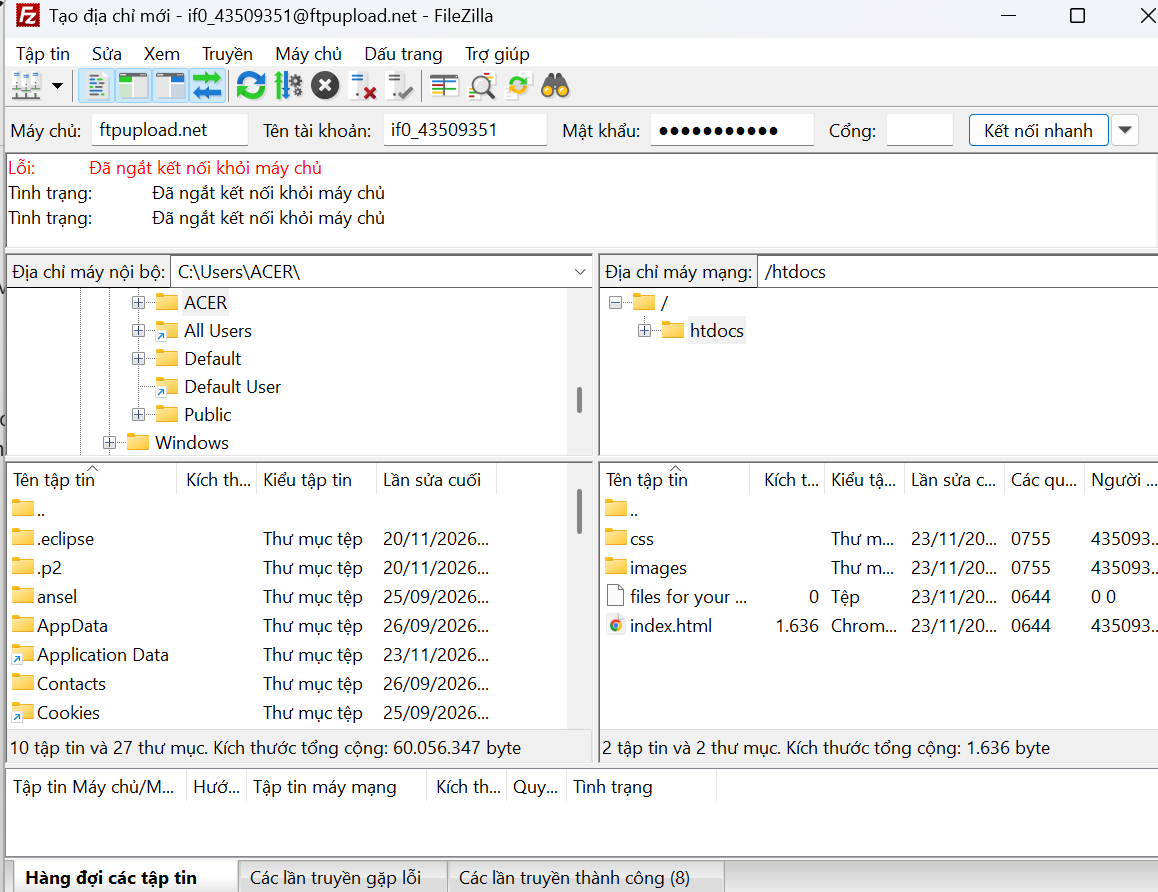 Tạo địa chỉ mới - if0_43509351@ftpupload.net - FileZilla
Tập tin Sửa Xem Truyền Máy chủ Dấu trang Trợ giúp
Máy chủ: ftpupload.net Tên tài khoản: if0_43509351 Mật khẩu: ●●●●●●●●●●● Cổng: Kết nối nhanh
Lỗi: Đã ngắt kết nối khỏi máy chủ
Tình trạng: Đã ngắt kết nối khỏi máy chủ
Tình trạng: Đã ngắt kết nối khỏi máy chủ
Địa chỉ máy nội bộ: C:\Users\ACER\
ACER
All Users
Default
Default User
Public
Windows
Địa chỉ máy mạng: /htdocs
/
htdocs
Tên tập tin Kích th... Kiểu tập tin Lần sửa cuối
..
.eclipse Thư mục tệp 20/11/2026...
.p2 Thư mục tệp 20/11/2026...
ansel Thư mục tệp 25/09/2026...
AppData Thư mục tệp 26/09/2026...
Application Data Thư mục tệp 23/11/2026...
Contacts Thư mục tệp 26/09/2026...
Cookies Thư mục tệp 25/09/2026...
10 tập tin và 27 thư mục. Kích thước tổng cộng: 60.056.347 byte
Tên tập tin Kích t... Kiểu tậ... Lần sửa c... Các qu... Người ...
..
css Thư m... 23/11/20... 0755 435093...
images Thư m... 23/11/20... 0755 435093...
files for your ... 0 Tệp 23/11/20... 0644 0 0
index.html 1.636 Chrom... 23/11/20... 0644 435093...
2 tập tin và 2 thư mục. Kích thước tổng cộng: 1.636 byte
Tập tin Máy chủ/M... Hướ... Tập tin máy mạng Kích th... Quy... Tình trạng
Hàng đợi các tập tin Các lần truyền gặp lỗi Các lần truyền thành công (8)